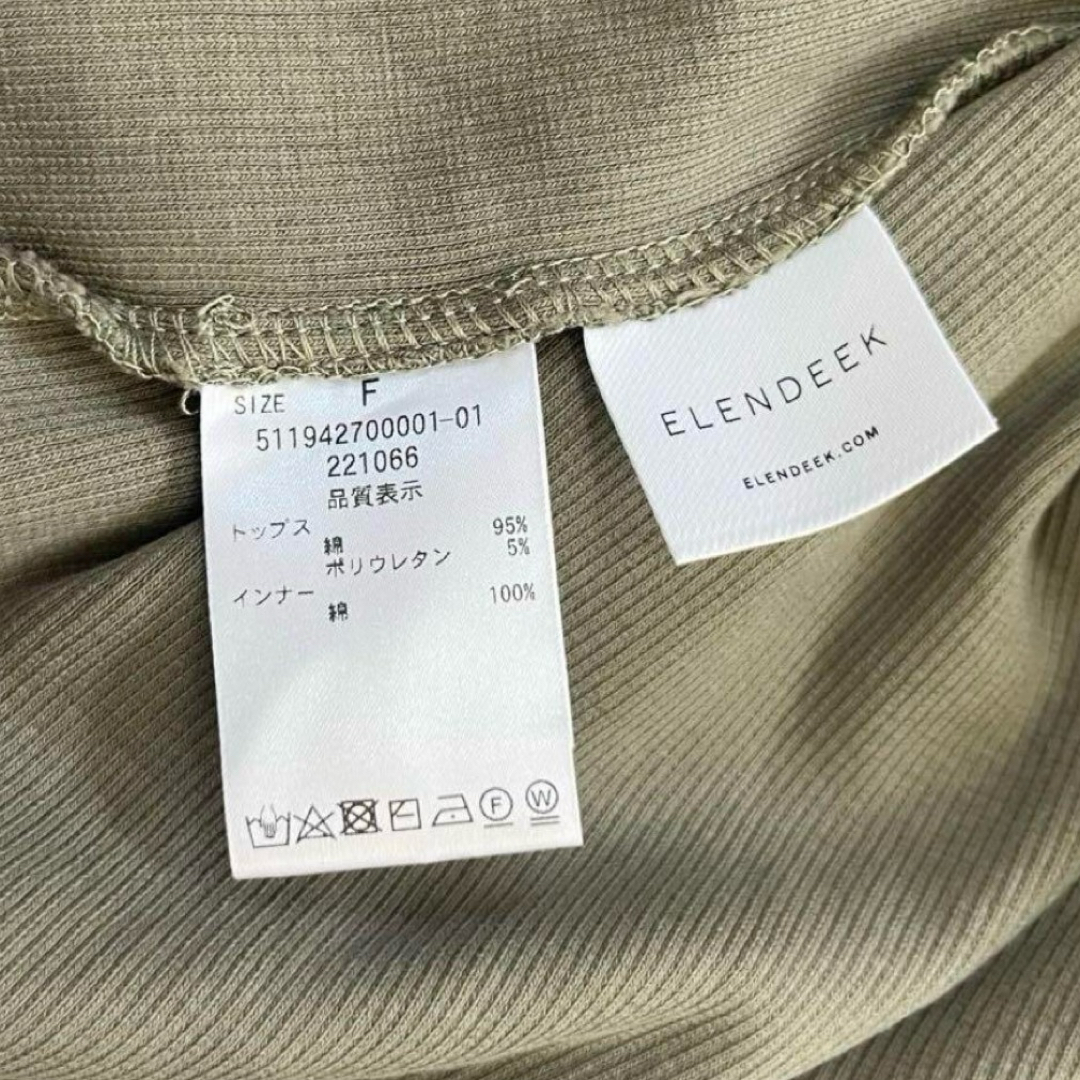 SIZE F
511942700001-01
221066
品質表示
トップス
綿 95%
ポリウレタン 5%
インナー
綿 100%
F W
ELENDEEK
ELENDEEK.COM